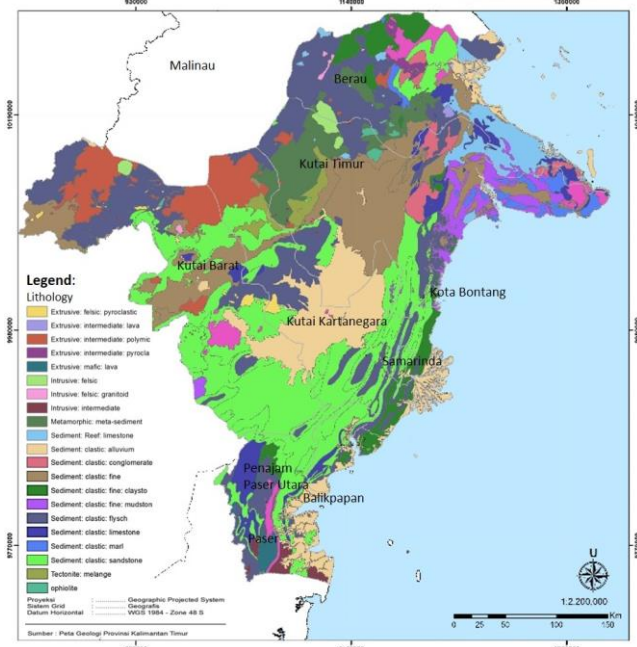 Malinau
Berau
Kutai Timur
Kutai Barat
Kota Bontang
Kutai Kartanegara
Samarinda
Penajam
Paser Utara
Balikpapan
Paser
Legend:
Lithology
Extrusive: felsic: pyroclastic
Extrusive: intermediate: lava
Extrusive: intermediate: polymic
Extrusive: intermediate: pyrocla
Extrusive: mafic: lava
Intrusive: felsic
Intrusive: felsic: granitoid
Intrusive: intermediate
Metamorphic: meta-sediment
Sediment: Reef: limestone
Sediment: clastic: alluvium
Sediment: clastic: conglomerate
Sediment: clastic: fine
Sediment: clastic: fine: claysto
Sediment: clastic: fine: mudston
Sediment: clastic: flysch
Sediment: clastic: limestone
Sediment: clastic: marl
Sediment: clastic: sandstone
Tectonite: melange
ophiolite
Proyeksi : Geographic Projected System
Sistem Grid : Geografis
Datum Horizontal : WGS 1984 - Zone 48 S
Sumber : Peta Geologi Provinsi Kalimantan Timur
U
1:2.200.000
Km
0 25 50 100 150
10190000
9980000
9770000
1140000